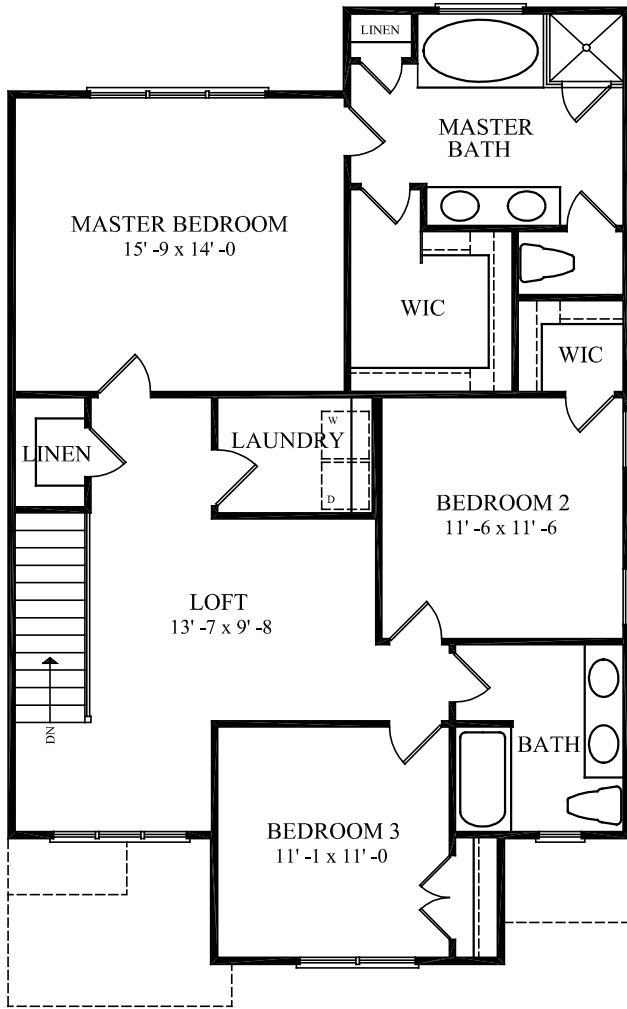 LINEN
MASTER
BATH
MASTER BEDROOM
15' -9 x 14' -0
WIC
WIC
LINEN
LAUNDRY
W
D
BEDROOM 2
11' -6 x 11' -6
LOFT
13' -7 x 9' -8
DN
BATH
BEDROOM 3
11' -1 x 11' -0